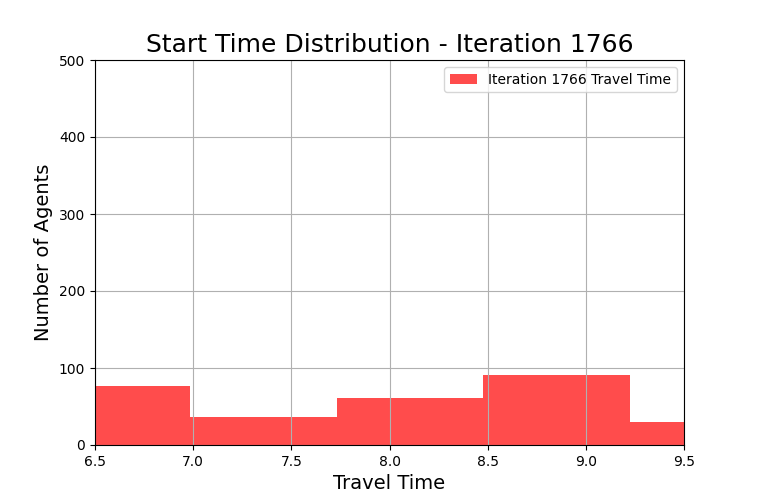 Start Time Distribution - Iteration 1766
Iteration 1766 Travel Time
Number of Agents
500
400
300
200
100
0
6.5 7.0 7.5 8.0 8.5 9.0 9.5
Travel Time